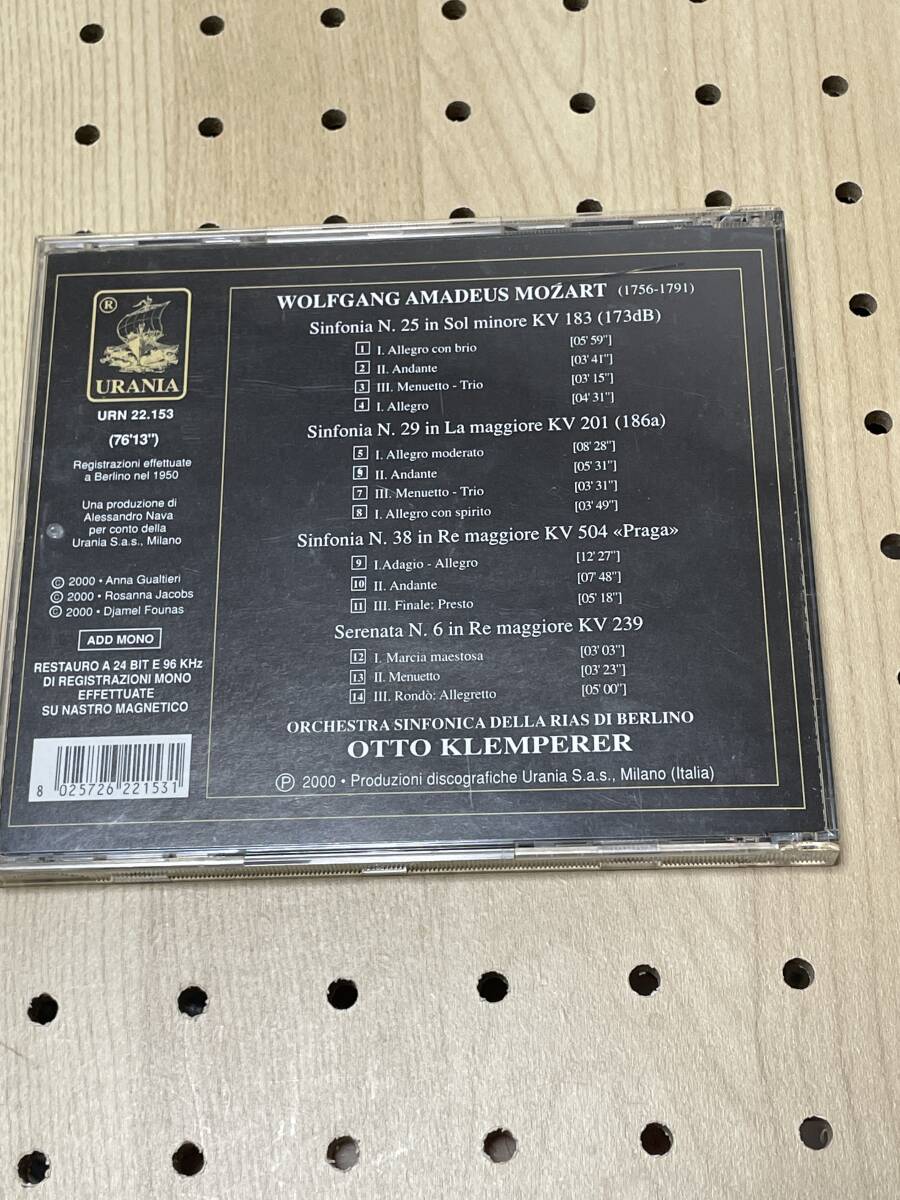 ®
URANIA
URN 22.153
(76'13")
Registrazioni effettuate
a Berlino nel 1950
Una produzione di
Alessandro Nava
per conto della
Urania S.a.s., Milano
© 2000 • Anna Gualtieri
© 2000 • Rosanna Jacobs
© 2000 • Djamel Founas
ADD MONO
RESTAURO A 24 BIT E 96 KHz
DI REGISTRAZIONI MONO
EFFETTUATE
SU NASTRO MAGNETICO
8 025726 221531
WOLFGANG AMADEUS MOŹART (1756-1791)
Sinfonia N. 25 in Sol minore KV 183 (173dB)
1 I. Allegro con brio [05' 59"]
2 II. Andante [03' 41"]
3 III. Menuetto - Trio [03' 15"]
4 I. Allegro [04' 31"]
Sinfonia N. 29 in La maggiore KV 201 (186a)
5 I. Allegro moderato [08' 28"]
6 II. Andante [05' 31"]
7 III. Menuetto - Trio [03' 31"]
8 I. Allegro con spirito [03' 49"]
Sinfonia N. 38 in Re maggiore KV 504 «Praga»
9 I.Adagio - Allegro [12' 27"]
10 II. Andante [07' 48"]
11 III. Finale: Presto [05' 18"]
Serenata N. 6 in Re maggiore KV 239
12 I. Marcia maestosa [03' 03"]
13 II. Menuetto [03' 23"]
14 III. Rondò: Allegretto [05' 00"]
ORCHESTRA SINFONICA DELLA RIAS DI BERLINO
OTTO KLEMPERER
℗ 2000 • Produzioni discografiche Urania S.a.s., Milano (Italia)